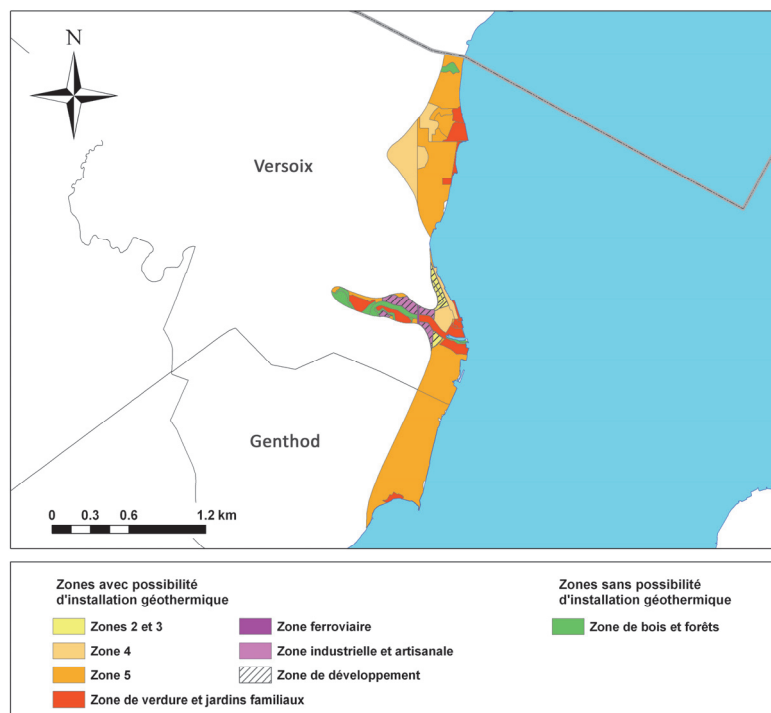 N
Versoix
Genthod
0 0.3 0.6 1.2 km
Zones avec possibilité
d'installation géothermique
Zones 2 et 3
Zone 4
Zone 5
Zone de verdure et jardins familiaux
Zone ferroviaire
Zone industrielle et artisanale
Zone de développement
Zones sans possibilité
d'installation géothermique
Zone de bois et forêts